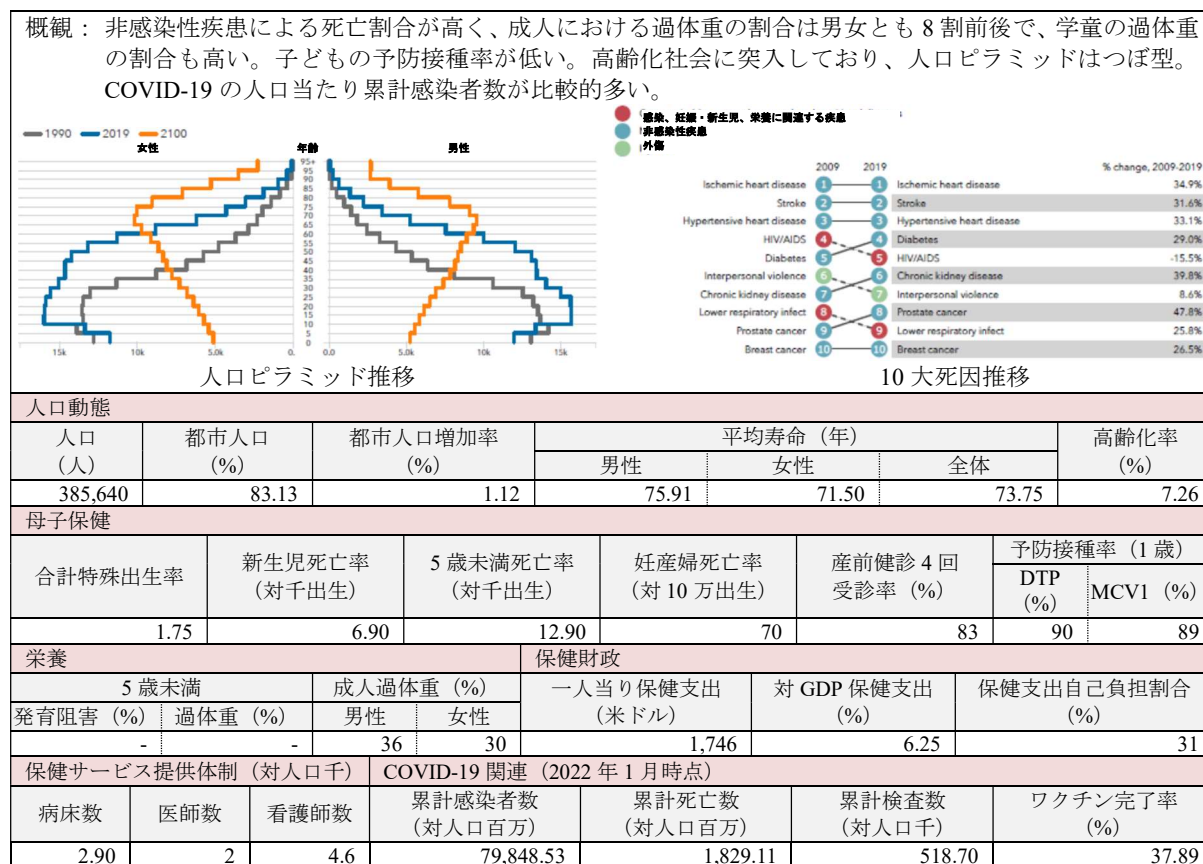 概観： 非感染性疾患による死亡割合が高く、成人における過体重の割合は男女とも 8 割前後で、学童の過体重
の割合も高い。子どもの予防接種率が低い。高齢化社会に突入しており、人口ピラミッドはつぼ型。
COVID-19 の人口当たり累計感染者数が比較的多い。
感染、妊娠・新生児、栄養に関連する疾患
非感染性疾患
外傷
1990 2019 2100
女性 年齢 男性
95+
95
90
85
80
75
70
65
60
55
50
45
40
35
30
25
20
15
10
5
0
15k 10k 5.0k 0. 0.0 5.0k 10k 15k
人口ピラミッド推移
2009 2019 % change, 2009-2019
Ischemic heart disease 1 1 Ischemic heart disease 34.9%
Stroke 2 2 Stroke 31.6%
Hypertensive heart disease 3 3 Hypertensive heart disease 33.1%
HIV/AIDS 4 4 Diabetes 29.0%
Diabetes 5 5 HIV/AIDS -15.5%
Interpersonal violence 6 6 Chronic kidney disease 39.8%
Chronic kidney disease 7 7 Interpersonal violence 8.6%
Lower respiratory infect 8 8 Prostate cancer 47.8%
Prostate cancer 9 9 Lower respiratory infect 25.8%
Breast cancer 10 10 Breast cancer 26.5%
10 大死因推移
人口動態
人口 都市人口 都市人口増加率 平均寿命（年） 高齢化率
（人） (%) (%) 男性 女性 全体 (%)
385,640 83.13 1.12 75.91 71.50 73.75 7.26
母子保健
合計特殊出生率 新生児死亡率 5 歳未満死亡率 妊産婦死亡率 産前健診 4 回 予防接種率（1 歳）
（対千出生） （対千出生） （対 10 万出生） 受診率（%） DTP (%) MCV1（%）
1.75 6.90 12.90 70 83 90 89
栄養 保健財政
5 歳未満 成人過体重（%） 一人当り保健支出 対 GDP 保健支出 保健支出自己負担割合
発育阻害（%） 過体重（%） 男性 女性 （米ドル） (%) (%)
- - 36 30 1,746 6.25 31
保健サービス提供体制（対人口千） COVID-19 関連（2022 年 1 月時点）
病床数 医師数 看護師数 累計感染者数 累計死亡数 累計検査数 ワクチン完了率
（対人口百万） （対人口百万） （対人口千） (%)
2.90 2 4.6 79,848.53 1,829.11 518.70 37.89